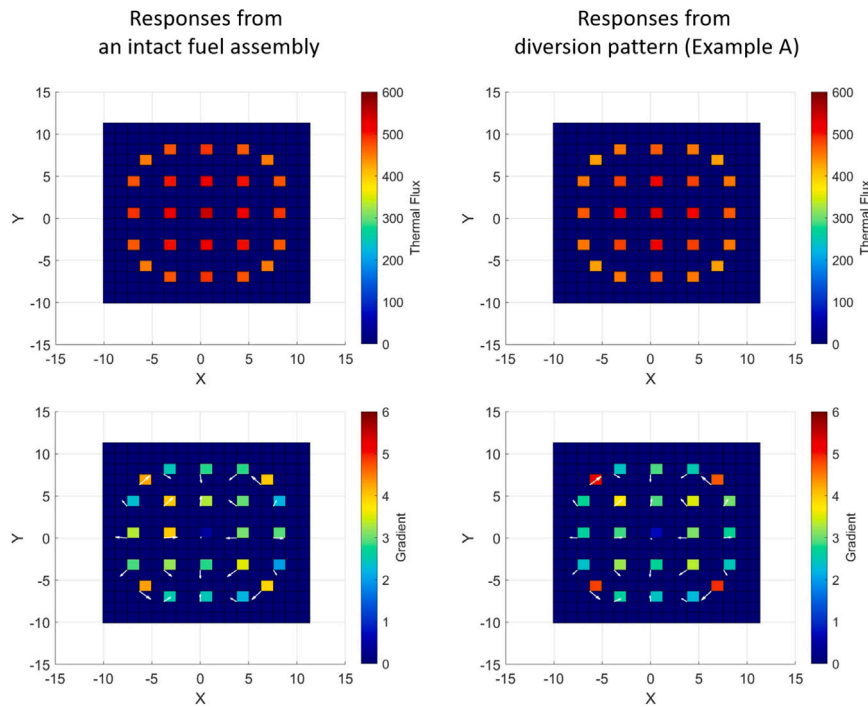 Responses from
an intact fuel assembly
Responses from
diversion pattern (Example A)
15
10
5
0
-5
-10
-15
Y
-15 -10 -5 0 5 10 15
X
600
500
400
300
200
100
0
Thermal Flux
15
10
5
0
-5
-10
-15
Y
-15 -10 -5 0 5 10 15
X
600
500
400
300
200
100
0
Thermal Flux
15
10
5
0
-5
-10
-15
Y
-15 -10 -5 0 5 10 15
X
6
5
4
3
2
1
0
Gradient
15
10
5
0
-5
-10
-15
Y
-15 -10 -5 0 5 10 15
X
6
5
4
3
2
1
0
Gradient